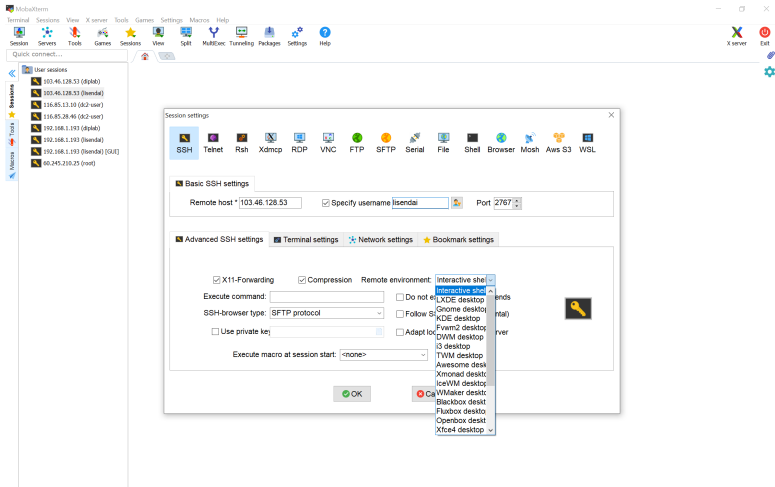 MobaXterm
Terminal Sessions View X server Tools Games Settings Macros Help
Session Servers Tools Games Sessions View Split MultiExec Tunneling Packages Settings Help X server Exit
Quick connect...
User sessions
103.46.128.53 (diplab)
103.46.128.53 (lisendai)
116.85.13.10 (dc2-user)
116.85.28.46 (dc2-user)
192.168.1.193 (diplab)
192.168.1.193 (lisendai)
192.168.1.193 (lisendai) [GUI]
60.245.210.25 (root)
Sessions
Tools
Macros
Session settings
SSH Telnet Rsh Xdmcp RDP VNC FTP SFTP Serial File Shell Browser Mosh Aws S3 WSL
Basic SSH settings
Remote host * 103.46.128.53 Specify username lisendai Port 2767
Advanced SSH settings Terminal settings Network settings Bookmark settings
X11-Forwarding Compression Remote environment: Interactive shel
Execute command: Do not e ends
SSH-browser type: SFTP protocol Follow S tal)
Use private key Adapt loc rver
Execute macro at session start: <none>
OK Ca
Interactive shel
LXDE desktop
Gnome desktop
KDE desktop
Fvwm2 desktop
DWM desktop
i3 desktop
TWM desktop
Awesome desk
Xmonad deskto
IceWM desktop
WMaker deskto
Blackbox deskt
Fluxbox deskto
Openbox deskt
Xfce4 desktop